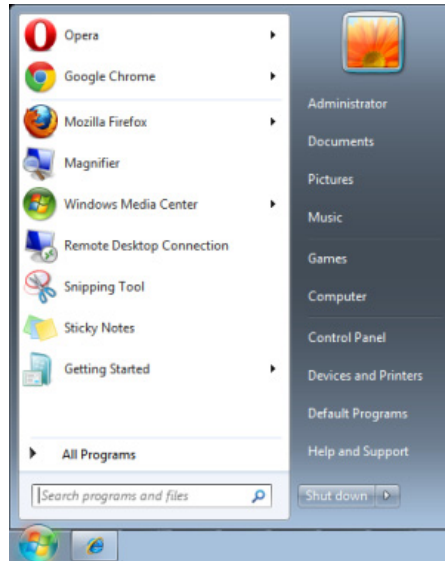 Opera
Google Chrome
Mozilla Firefox
Magnifier
Windows Media Center
Remote Desktop Connection
Snipping Tool
Sticky Notes
Getting Started
All Programs
Search programs and files
Administrator
Documents
Pictures
Music
Games
Computer
Control Panel
Devices and Printers
Default Programs
Help and Support
Shut down